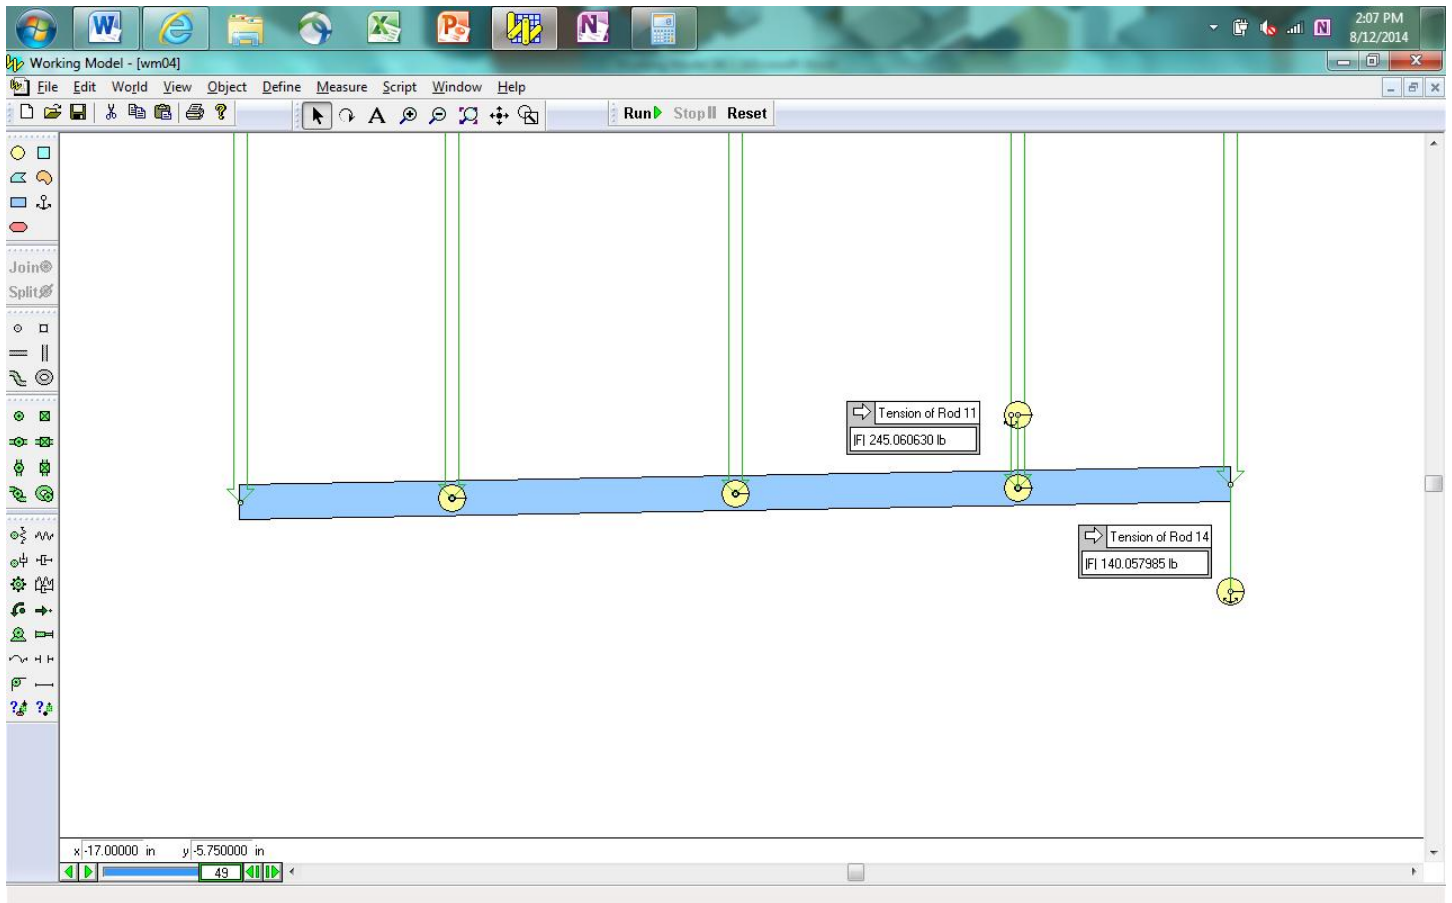 2:07 PM
8/12/2014
Working Model - [wm04]
File Edit World View Object Define Measure Script Window Help
Run Stop Reset
Join
Split
Tension of Rod 11
|F| 245.060630 lb
Tension of Rod 14
|F| 140.057985 lb
x -17.00000 in y -5.750000 in
49